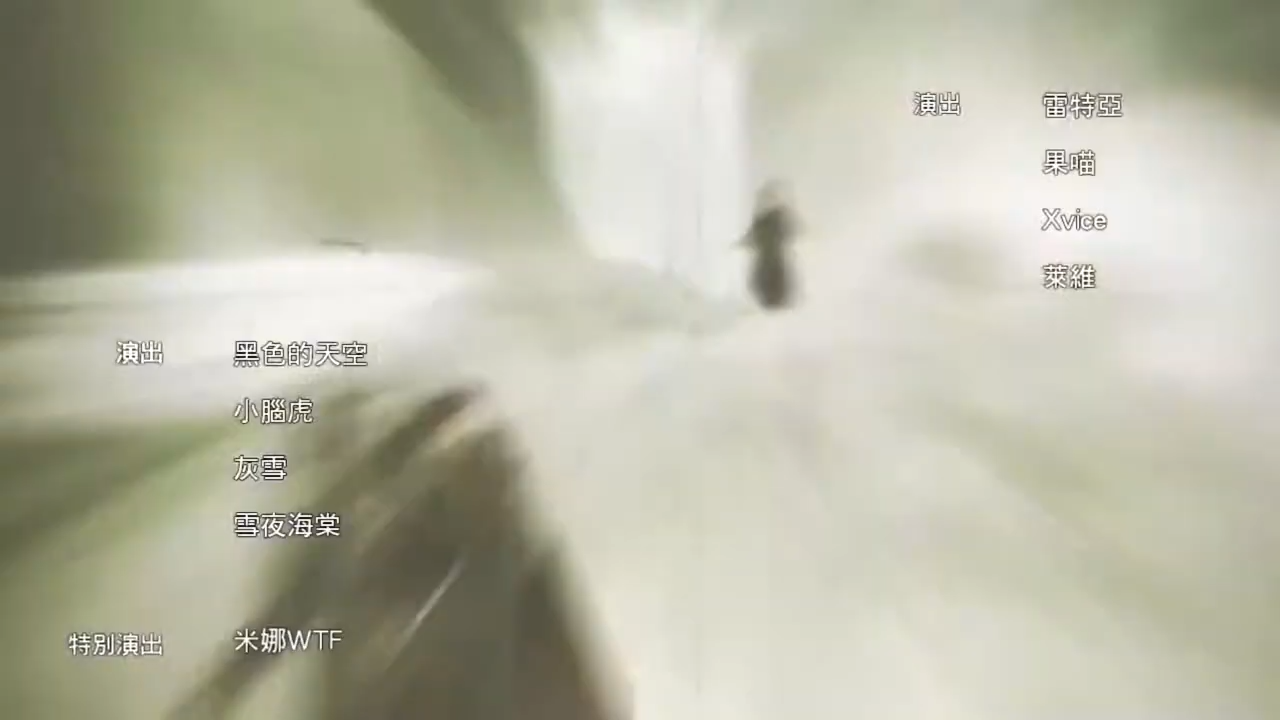 演出 雷特亞
果喵
Xvice
萊維
演出 黑色的天空
小腦虎
灰雪
雪夜海棠
特別演出 米娜WTF